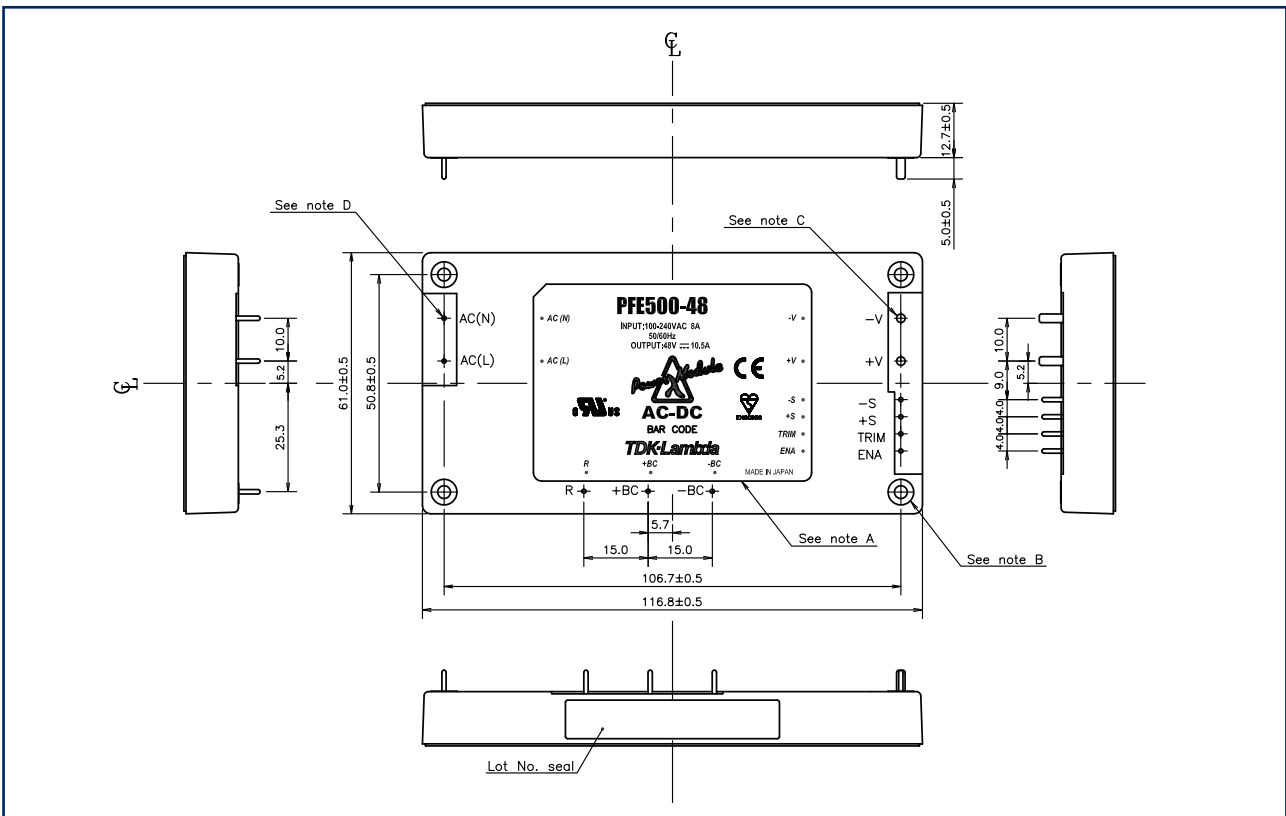 ℄
12.7±0.5
5.0±0.5
See note D
See note C
10.0
5.2
25.3
℄
61.0±0.5
50.8±0.5
AC(N)
AC(L)
PFE500-48
INPUT;100-240VAC 8A
50/60Hz
OUTPUT:48V 10.5A
AC (N)
AC (L)
Power Module
CE
AC-DC
BAR CODE
TDK-Lambda
MADE IN JAPAN
-V
+V
-S
+S
TRIM
ENA
R
+BC
-BC
-V
+V
-S
+S
TRIM
ENA
10.0
9.0
5.2
4.0
4.0
4.0
R
+BC
-BC
5.7
15.0
15.0
106.7±0.5
116.8±0.5
See note A
See note B
Lot No. seal